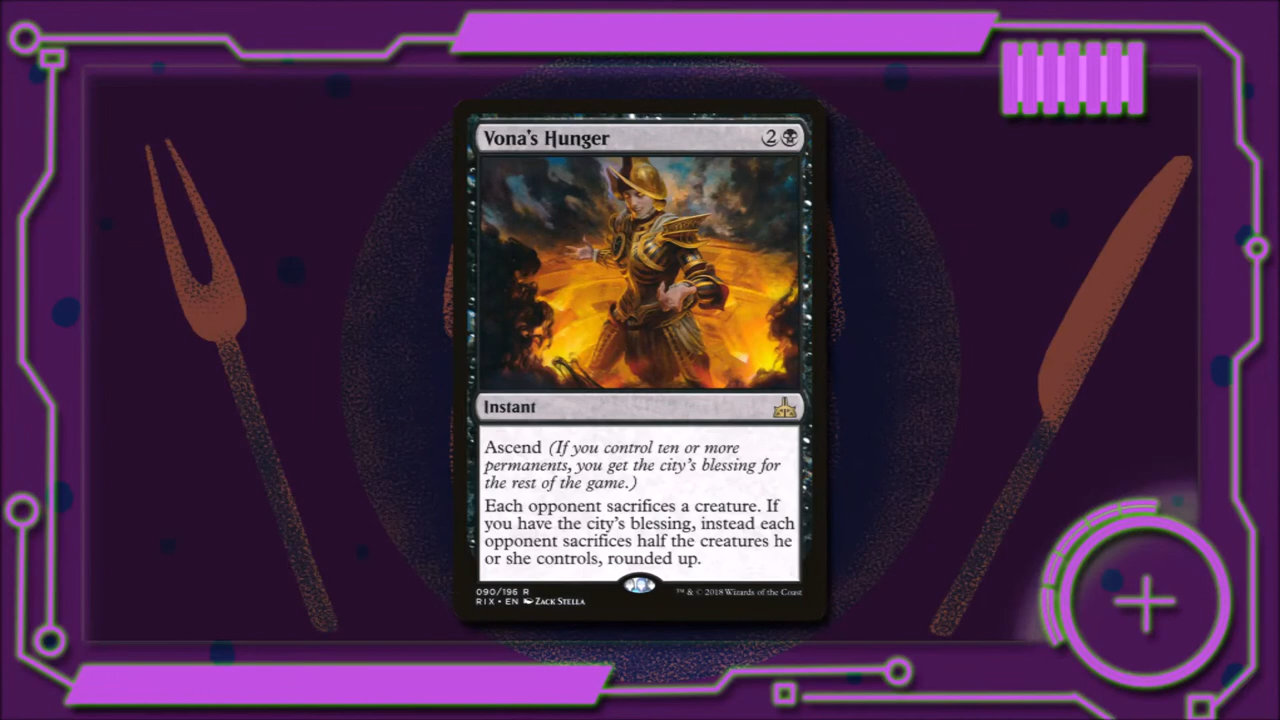 Vona's Hunger 2
Instant
Ascend (If you control ten or more
permanents, you get the city's blessing for
the rest of the game.)
Each opponent sacrifices a creature. If
you have the city's blessing, instead each
opponent sacrifices half the creatures he
or she controls, rounded up.
090/196 R
RIX • EN Zack Stella
™ & © 2018 Wizards of the Coast